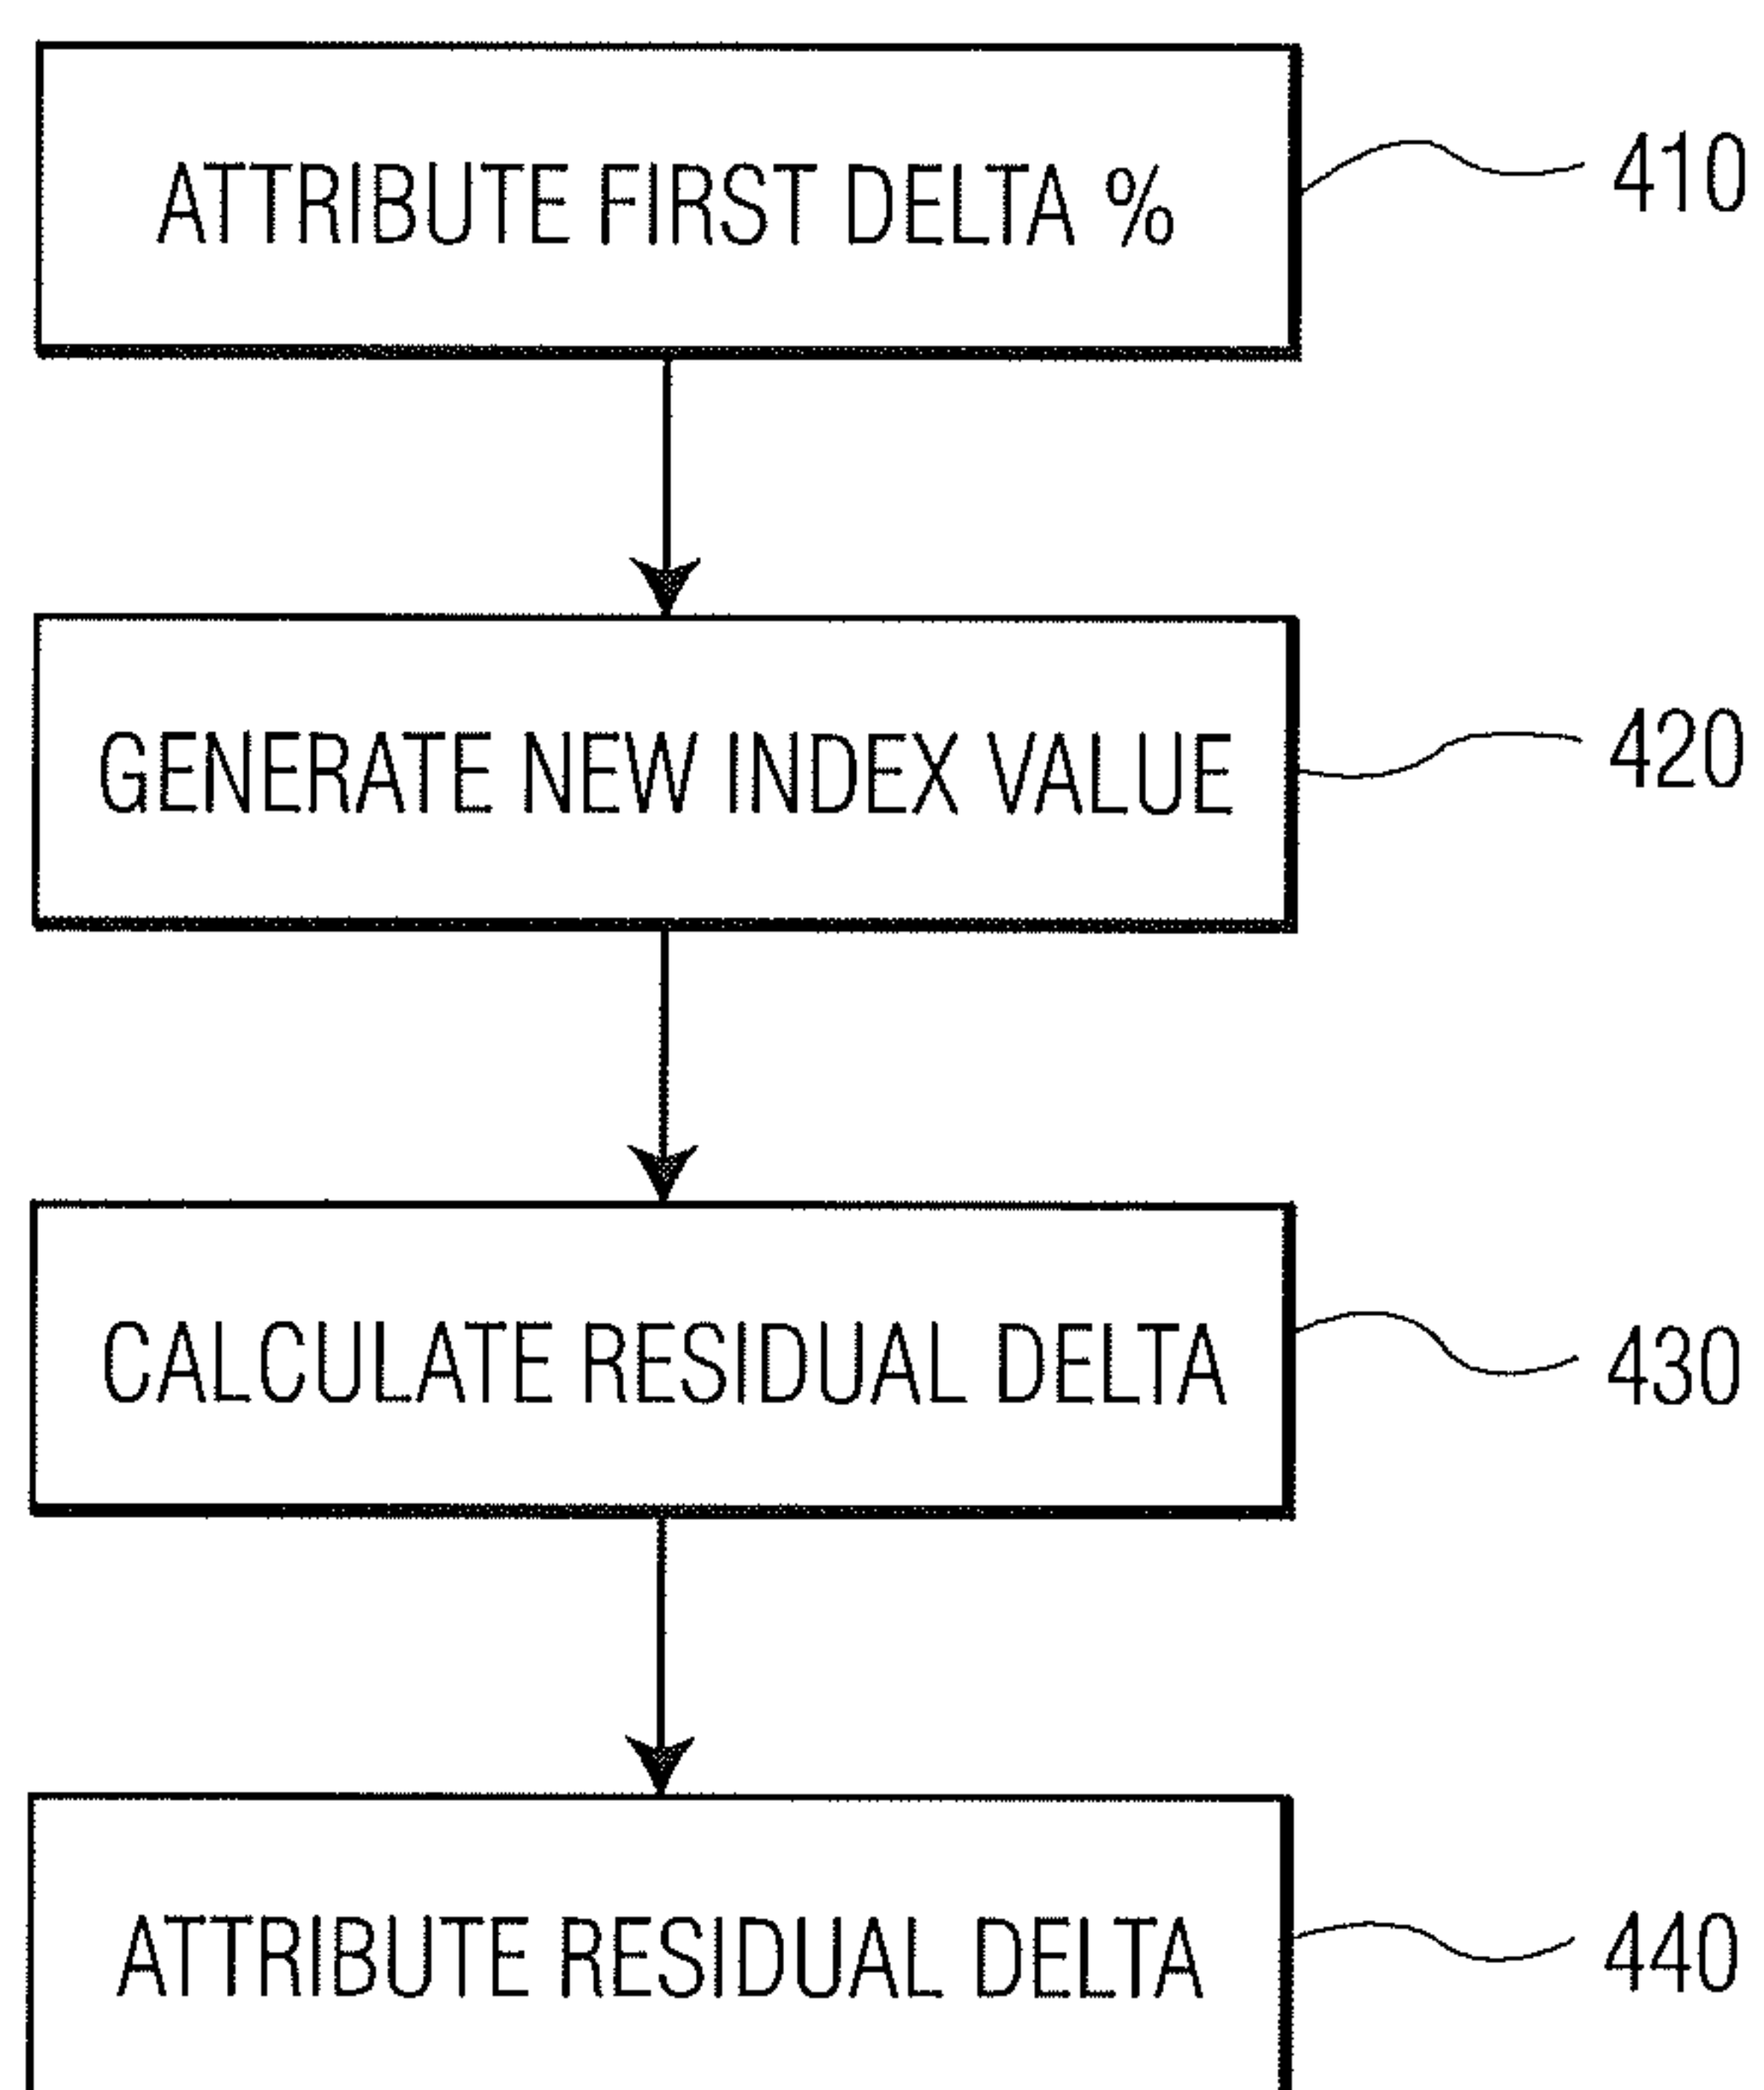 ATTRIBUTE FIRST DELTA %
410
GENERATE NEW INDEX VALUE
420
CALCULATE RESIDUAL DELTA
430
ATTRIBUTE RESIDUAL DELTA
440